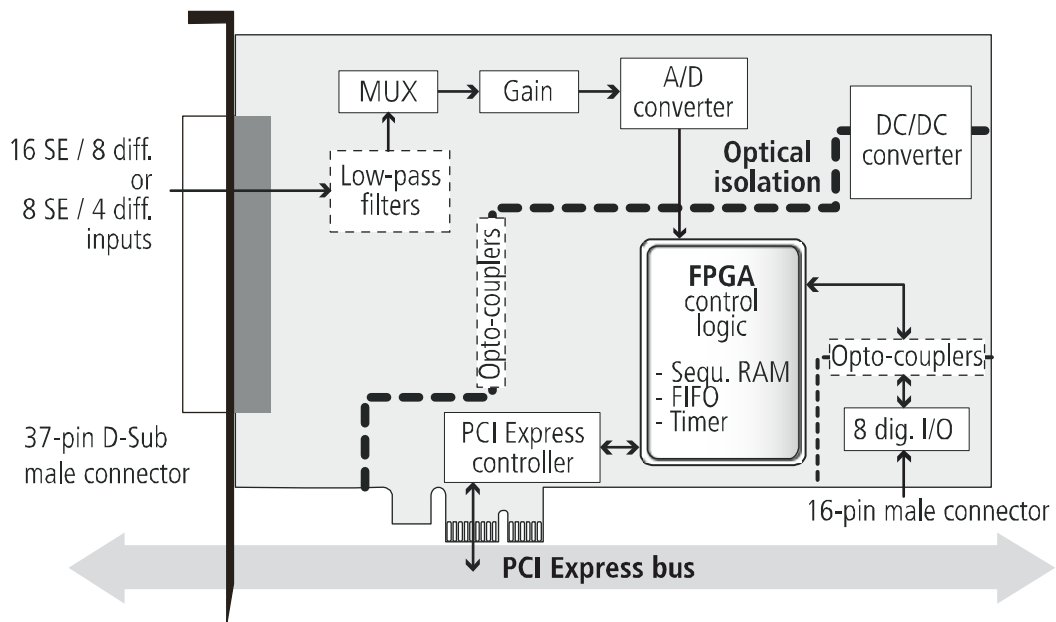 16 SE / 8 diff.
or
8 SE / 4 diff.
inputs
37-pin D-Sub
male connector
MUX
Gain
A/D
converter
Low-pass
filters
Optical
isolation
DC/DC
converter
Opto-couplers
FPGA
control
logic
- Sequ. RAM
- FIFO
- Timer
Opto-couplers
8 dig. I/O
PCI Express
controller
16-pin male connector
PCI Express bus